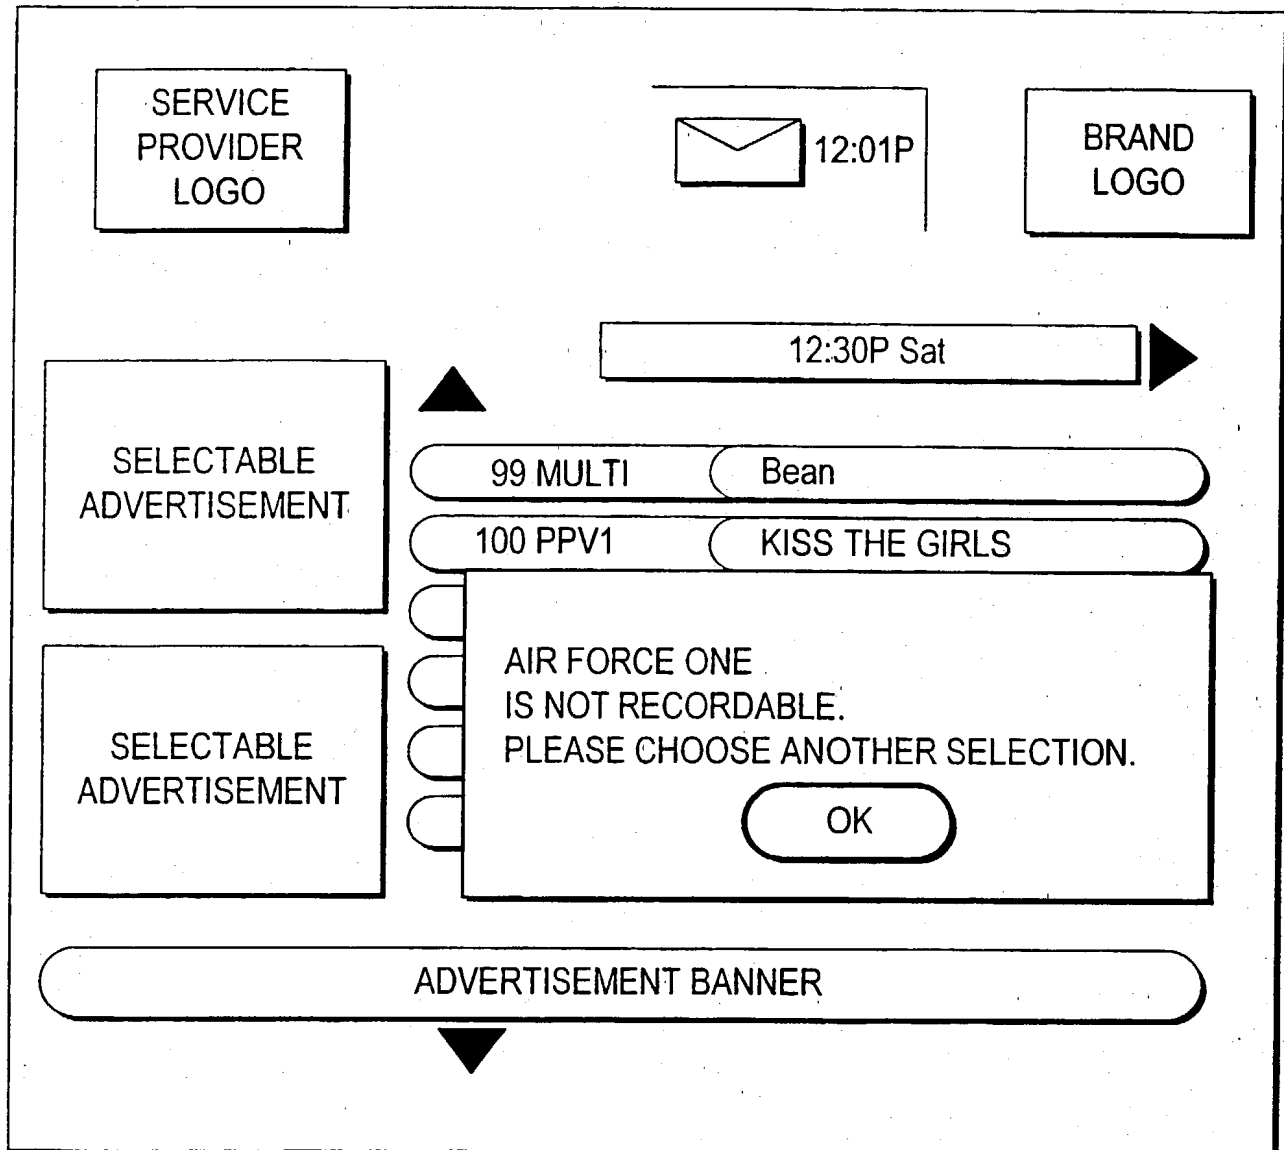 SERVICE
PROVIDER
LOGO
12:01P
BRAND
LOGO
12:30P Sat
SELECTABLE
ADVERTISEMENT
99 MULTI
Bean
100 PPV1
KISS THE GIRLS
AIR FORCE ONE
IS NOT RECORDABLE.
PLEASE CHOOSE ANOTHER SELECTION.
OK
SELECTABLE
ADVERTISEMENT
ADVERTISEMENT BANNER